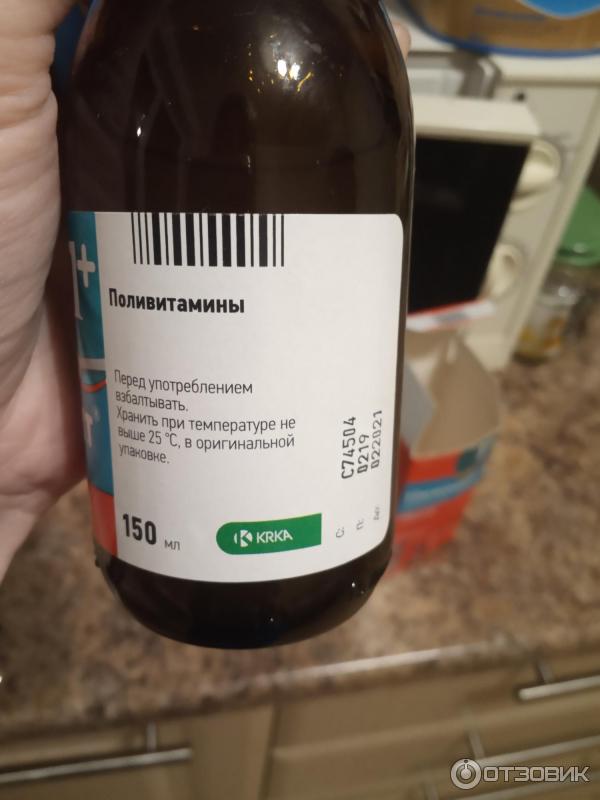 1+
Поливитамины
Перед употреблением
взбалтывать.
Хранить при температуре не
выше 25 °C, в оригинальной
упаковке.
150 мл
KRKA
С: C74504
П: 0219
022021
ОТЗОВИК